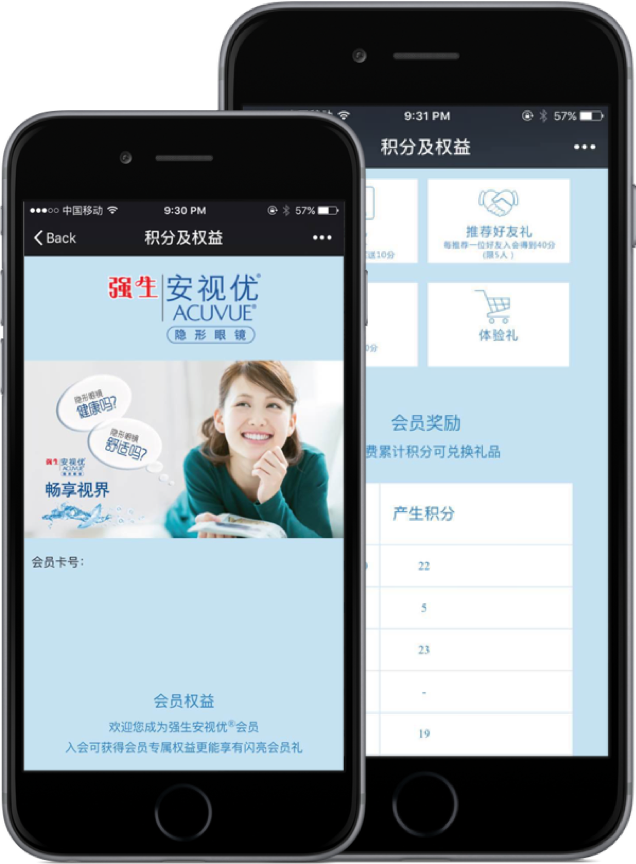 中国移动 9:30 PM 57%
Back 积分及权益
强生 安视优®
ACUVUE®
隐形眼镜
隐形眼镜
健康吗?
隐形眼镜
舒适吗?
强生 安视优
ACUVUE
畅享视界
会员卡号:
会员权益
欢迎您成为强生安视优®会员
入会可获得会员专属权益更能享有闪亮会员礼
9:31 PM 57%
积分及权益
送10分
推荐好友礼
每推荐一位好友入会得到40分
(限5人)
0分
体验礼
会员奖励
费累计积分可兑换礼品
产生积分
22
5
23
-
19